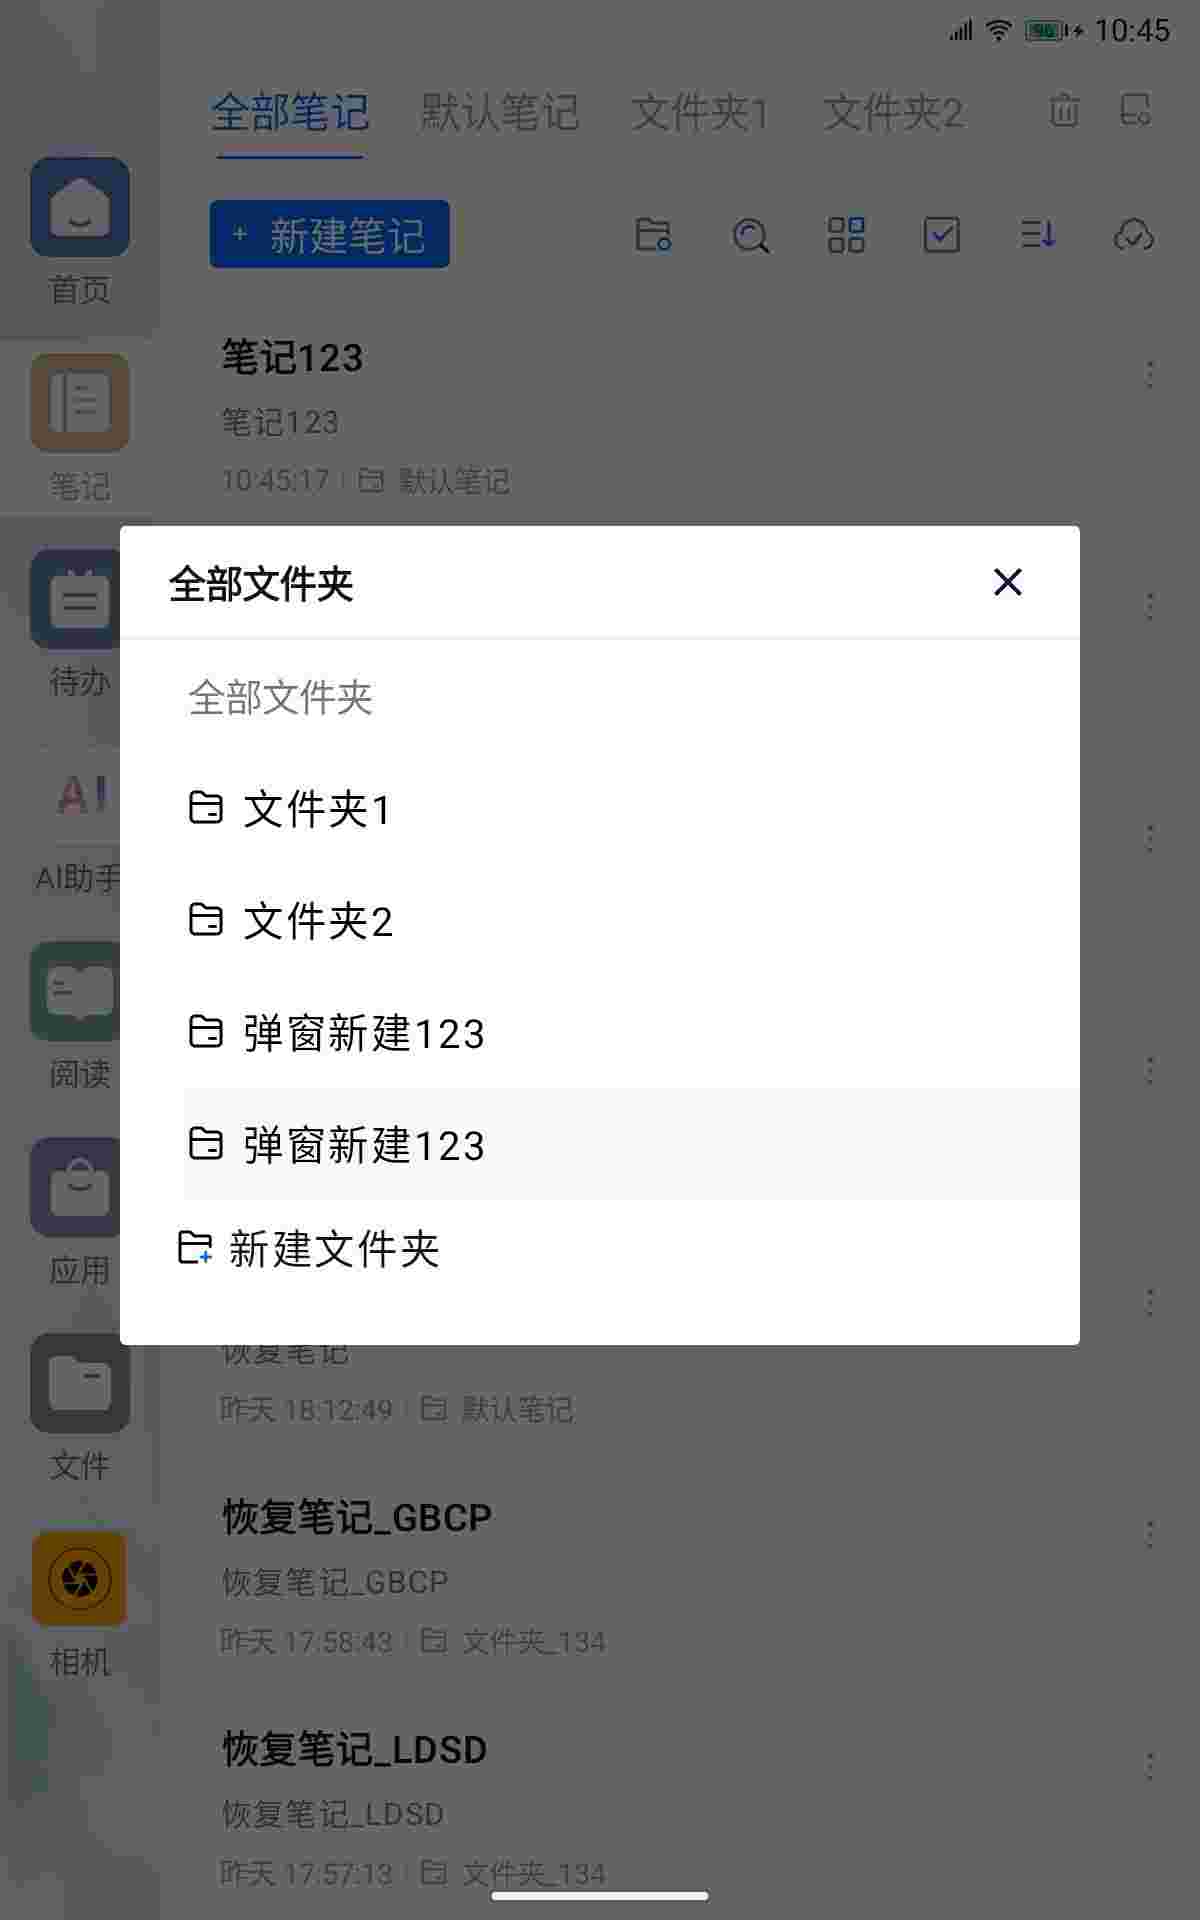 10:45
全部笔记 默认笔记 文件夹1 文件夹2
+ 新建笔记
首页
笔记
待办
AI
AI助手
阅读
应用
文件
相机
笔记123
笔记123
10:45:17 默认笔记
全部文件夹
全部文件夹
文件夹1
文件夹2
弹窗新建123
弹窗新建123
新建文件夹
恢复笔记
昨天 18:12:49 默认笔记
恢复笔记_GBCP
恢复笔记_GBCP
昨天 17:58:43 文件夹_134
恢复笔记_LDSD
恢复笔记_LDSD
昨天 17:57:13 文件夹_134